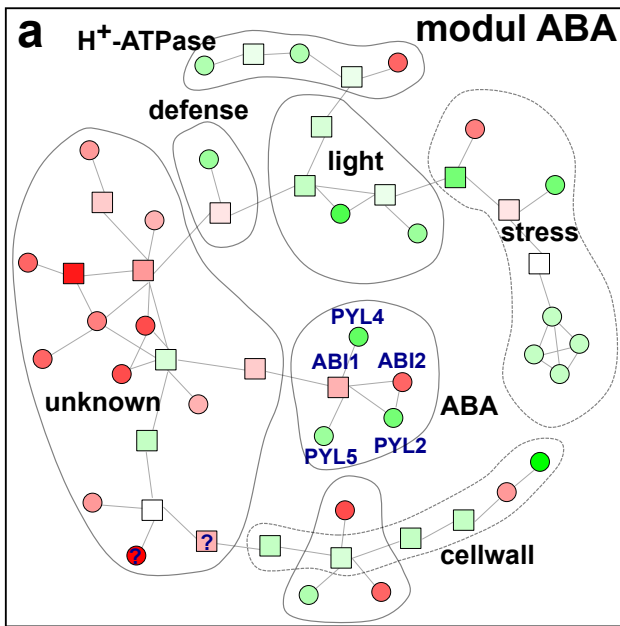 a
modul ABA
H⁺-ATPase
defense
light
stress
PYL4
ABI1 ABI2
ABA
unknown
PYL5 PYL2
?
?
cellwall